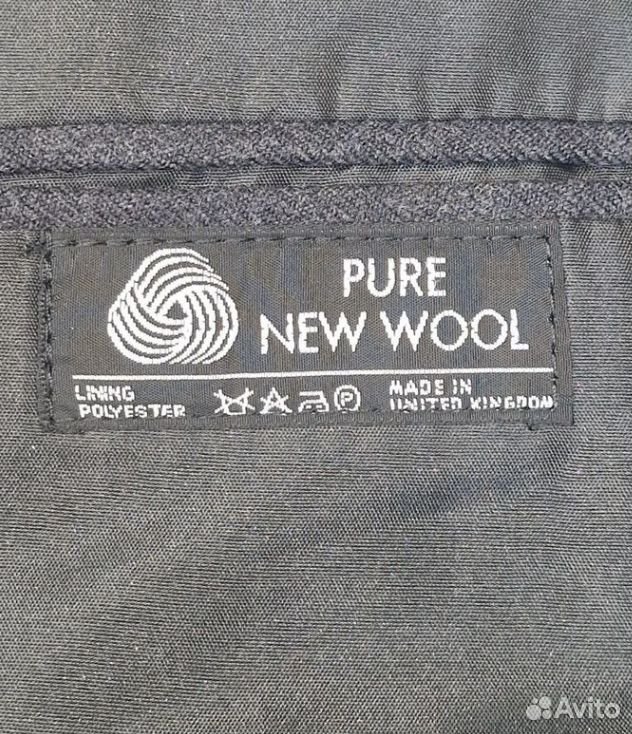 PURE
NEW WOOL
LINING
POLYESTER
MADE IN
UNITED KINGDOM
P
Avito